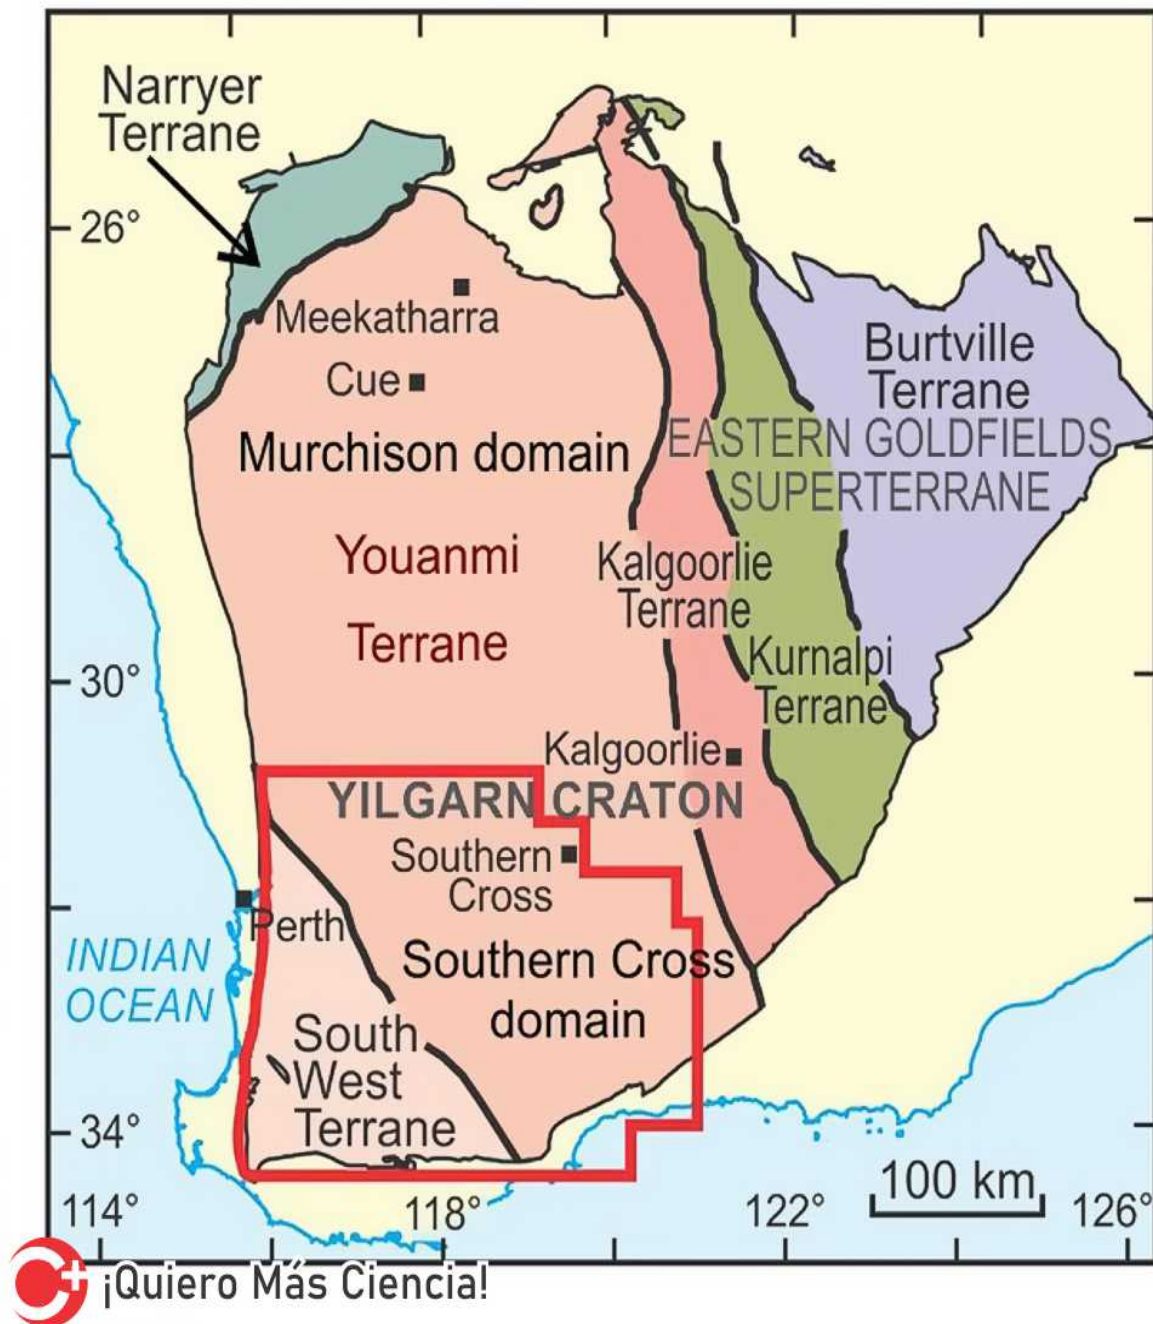 Narryer
Terrane
26°
Meekatharra
Cue
Murchison domain
Burtville
Terrane
EASTERN GOLDFIELDS
SUPERTERRANE
Youanmi
Terrane
Kalgoorlie
Terrane
Kurnalpi
Terrane
30°
Kalgoorlie
YILGARN CRATON
Southern
Cross
Perth
INDIAN
OCEAN
Southern Cross
domain
South
West
Terrane
34°
100 km
114°
118°
122°
126°
C+
¡Quiero Más Ciencia!